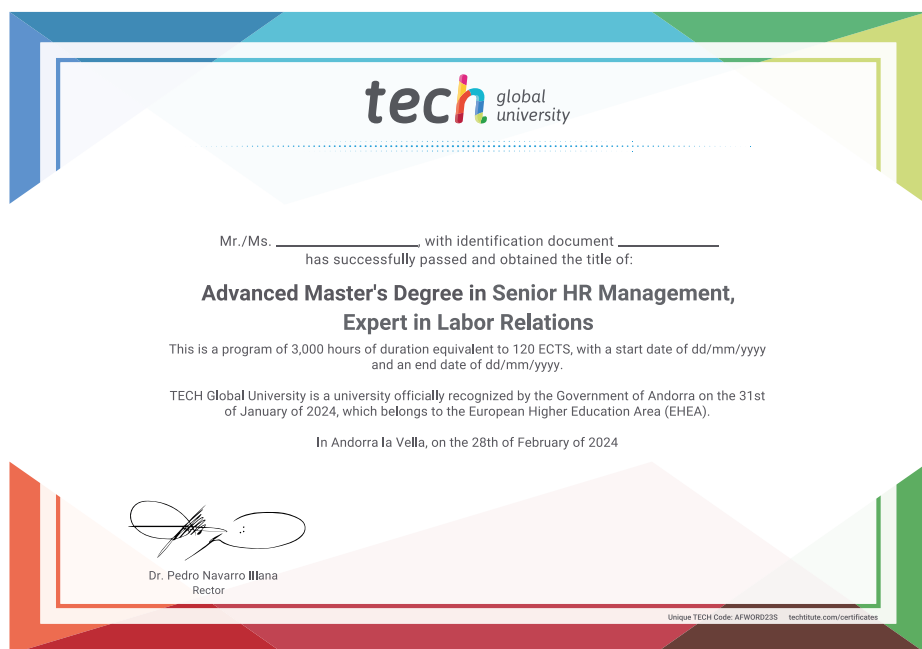 tech global
university
Mr./Ms. ____________, with identification document ____________
has successfully passed and obtained the title of:
Advanced Master's Degree in Senior HR Management,
Expert in Labor Relations
This is a program of 3,000 hours of duration equivalent to 120 ECTS, with a start date of dd/mm/yyyy
and an end date of dd/mm/yyyy.
TECH Global University is a university officially recognized by the Government of Andorra on the 31st
of January of 2024, which belongs to the European Higher Education Area (EHEA).
In Andorra la Vella, on the 28th of February of 2024
Dr. Pedro Navarro Illana
Rector
Unique TECH Code: AFWORD23S techtitute.com/certificates